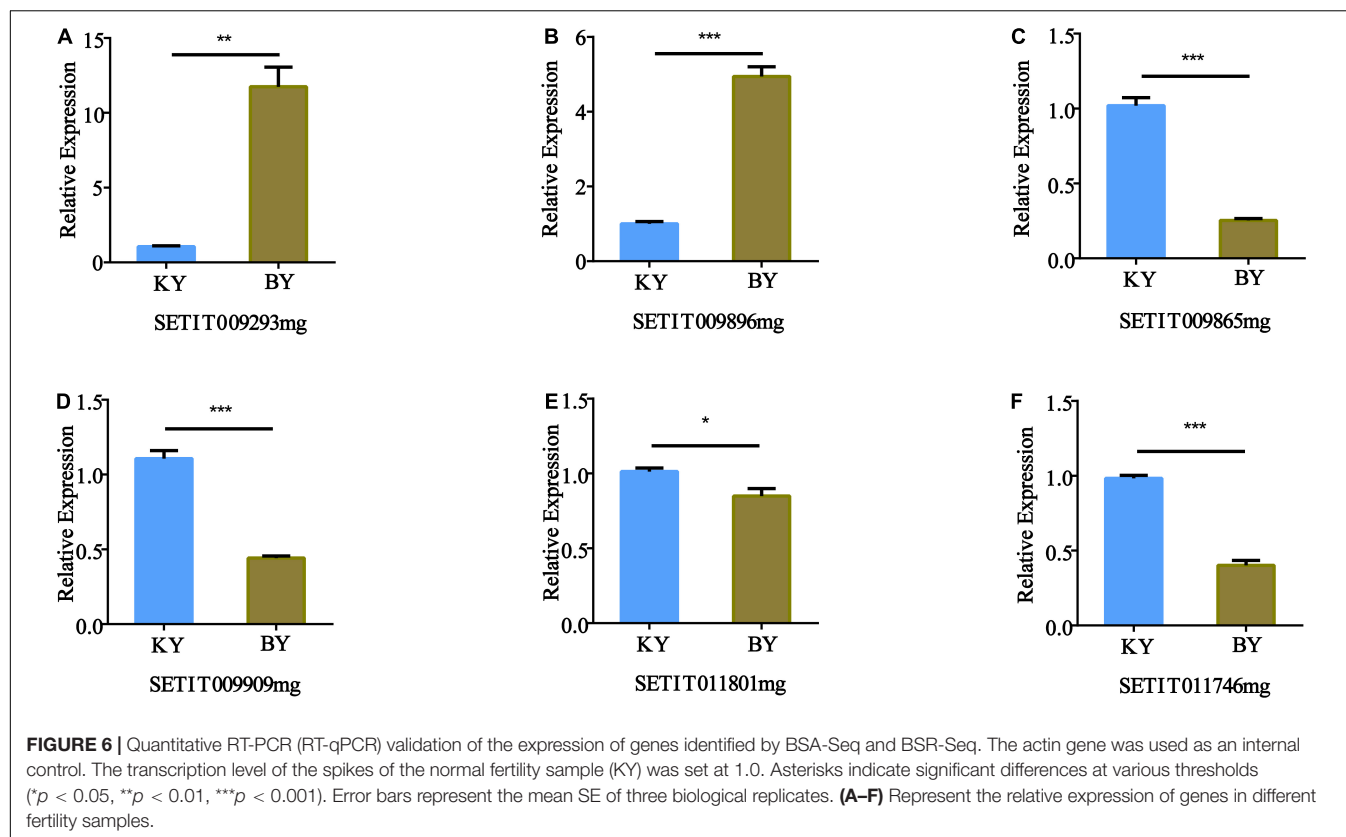 A
15
10
5
0
Relative Expression
**
KY BY
SETIT009293mg
B
6
4
2
0
Relative Expression
***
KY BY
SETIT009896mg
C
1.5
1.0
0.5
0.0
Relative Expression
***
KY BY
SETIT009865mg
D
1.5
1.0
0.5
0.0
Relative Expression
***
KY BY
SETIT009909mg
E
1.5
1.0
0.5
0.0
Relative Expression
*
KY BY
SETIT011801mg
F
1.5
1.0
0.5
0.0
Relative Expression
***
KY BY
SETIT011746mg
FIGURE 6 | Quantitative RT-PCR (RT-qPCR) validation of the expression of genes identified by BSA-Seq and BSR-Seq. The actin gene was used as an internal
control. The transcription level of the spikes of the normal fertility sample (KY) was set at 1.0. Asterisks indicate significant differences at various thresholds
(*p < 0.05, **p < 0.01, ***p < 0.001). Error bars represent the mean SE of three biological replicates. (A–F) Represent the relative expression of genes in different
fertility samples.